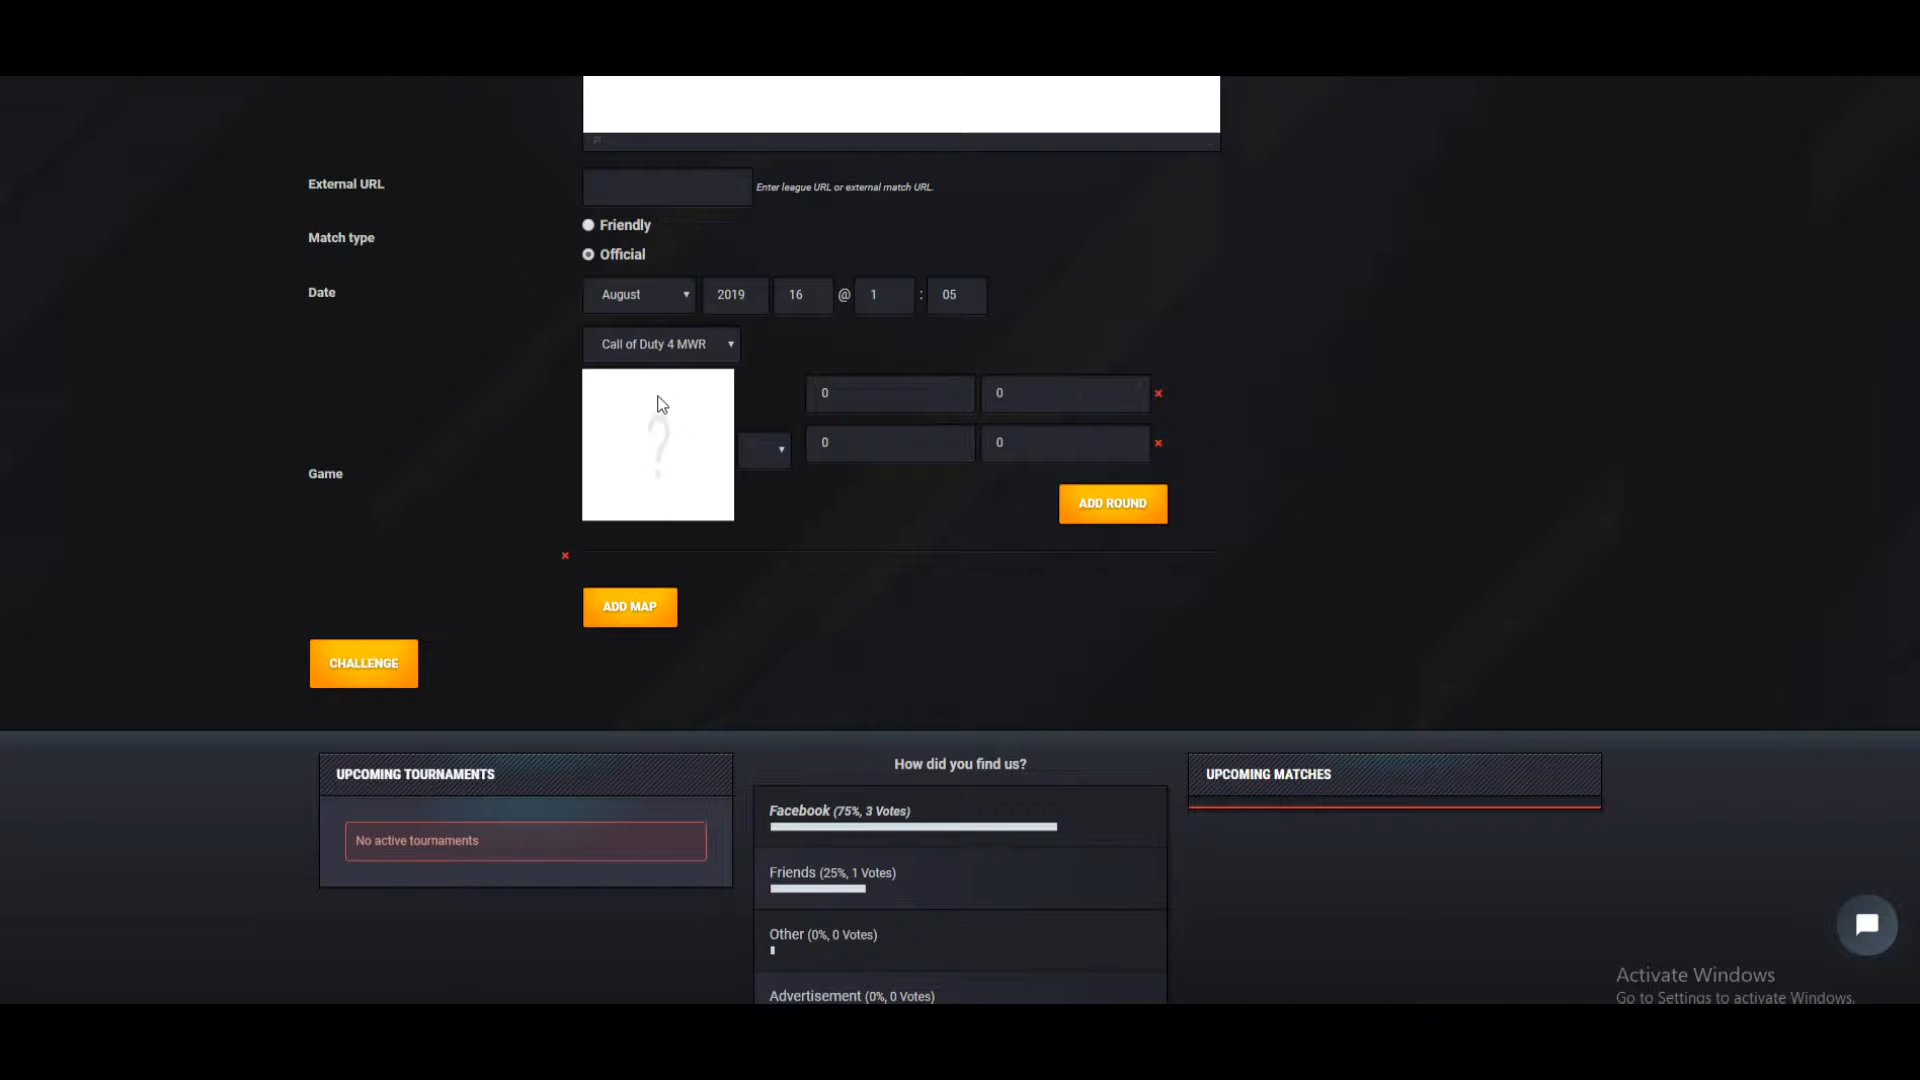 External URL
Enter league URL or external match URL.
Match type
Friendly
Official
Date
August 2019 16 @ 1 : 05
Call of Duty 4 MWR
Game
?
0 0 ×
0 0 ×
ADD ROUND
×
ADD MAP
CHALLENGE
UPCOMING TOURNAMENTS
No active tournaments
How did you find us?
Facebook (75%, 3 Votes)
Friends (25%, 1 Votes)
Other (0%, 0 Votes)
Advertisement (0%, 0 Votes)
UPCOMING MATCHES
Activate Windows
Go to Settings to activate Windows.